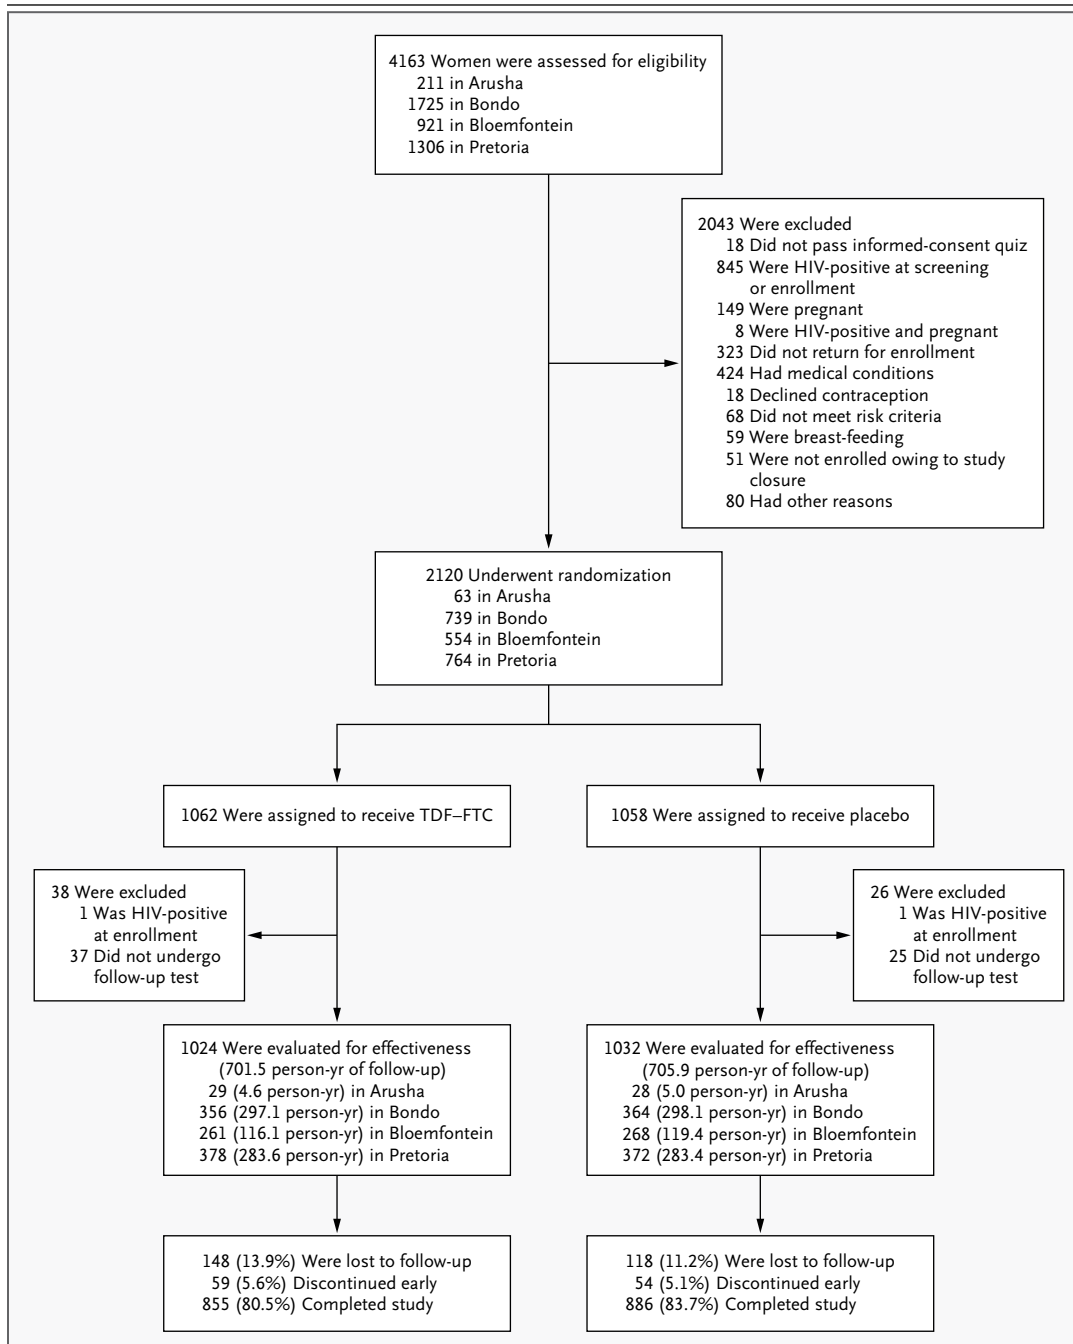 4163 Women were assessed for eligibility
211 in Arusha
1725 in Bondo
921 in Bloemfontein
1306 in Pretoria
2043 Were excluded
18 Did not pass informed-consent quiz
845 Were HIV-positive at screening
or enrollment
149 Were pregnant
8 Were HIV-positive and pregnant
323 Did not return for enrollment
424 Had medical conditions
18 Declined contraception
68 Did not meet risk criteria
59 Were breast-feeding
51 Were not enrolled owing to study
closure
80 Had other reasons
2120 Underwent randomization
63 in Arusha
739 in Bondo
554 in Bloemfontein
764 in Pretoria
1062 Were assigned to receive TDF–FTC
1058 Were assigned to receive placebo
38 Were excluded
1 Was HIV-positive
at enrollment
37 Did not undergo
follow-up test
26 Were excluded
1 Was HIV-positive
at enrollment
25 Did not undergo
follow-up test
1024 Were evaluated for effectiveness
(701.5 person-yr of follow-up)
29 (4.6 person-yr) in Arusha
356 (297.1 person-yr) in Bondo
261 (116.1 person-yr) in Bloemfontein
378 (283.6 person-yr) in Pretoria
1032 Were evaluated for effectiveness
(705.9 person-yr of follow-up)
28 (5.0 person-yr) in Arusha
364 (298.1 person-yr) in Bondo
268 (119.4 person-yr) in Bloemfontein
372 (283.4 person-yr) in Pretoria
148 (13.9%) Were lost to follow-up
59 (5.6%) Discontinued early
855 (80.5%) Completed study
118 (11.2%) Were lost to follow-up
54 (5.1%) Discontinued early
886 (83.7%) Completed study